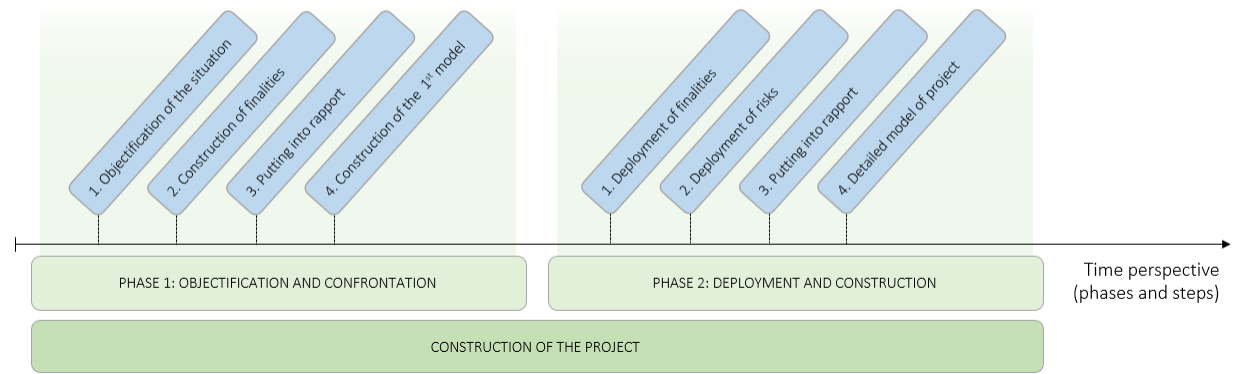 1. Objectification of the situation
2. Construction of finalities
3. Putting into rapport
4. Construction of the 1st model
1. Deployment of finalities
2. Deployment of risks
3. Putting into rapport
4. Detailed model of project
PHASE 1: OBJECTIFICATION AND CONFRONTATION
PHASE 2: DEPLOYMENT AND CONSTRUCTION
Time perspective
(phases and steps)
CONSTRUCTION OF THE PROJECT